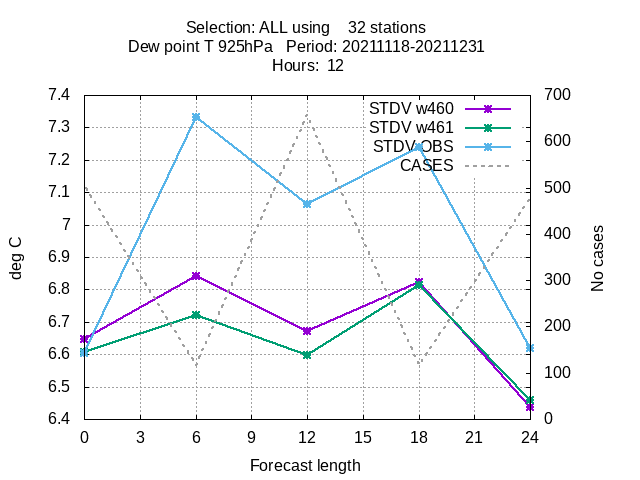 Selection: ALL using    32 stations
Dew point T 925hPa   Period: 20211118-20211231
Hours:  12
STDV w460
STDV w461
STDV OBS
CASES
7.4
7.3
7.2
7.1
7
6.9
6.8
6.7
6.6
6.5
6.4
deg C
700
600
500
400
300
200
100
0
No cases
0 3 6 9 12 15 18 21 24
Forecast length